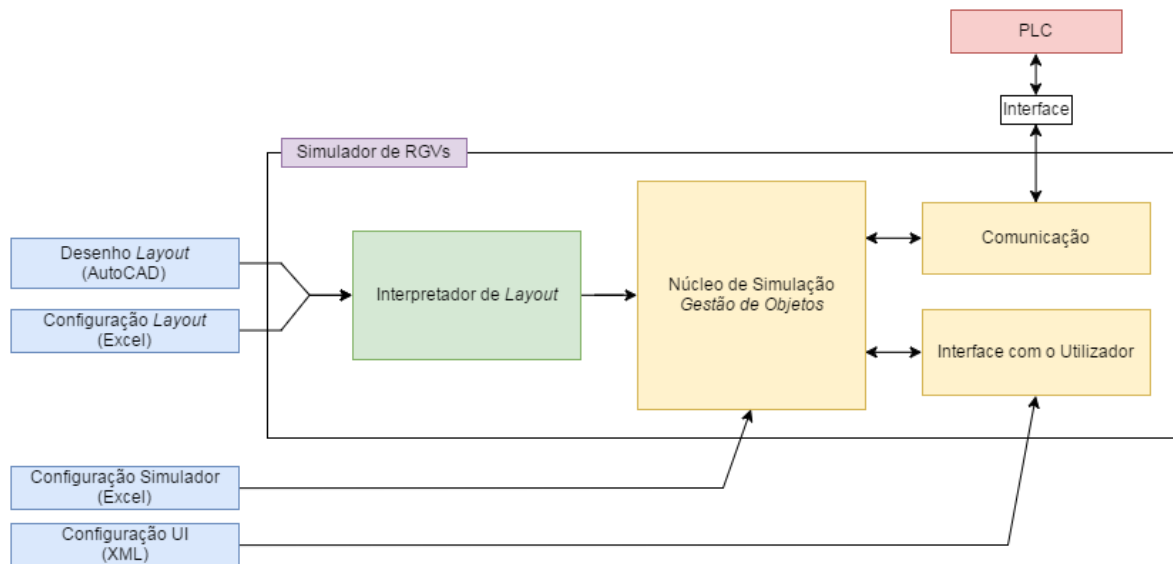 PLC
Interface
Simulador de RGVs
Desenho Layout
(AutoCAD)
Configuração Layout
(Excel)
Interpretador de Layout
Núcleo de Simulação
Gestão de Objetos
Comunicação
Interface com o Utilizador
Configuração Simulador
(Excel)
Configuração UI
(XML)